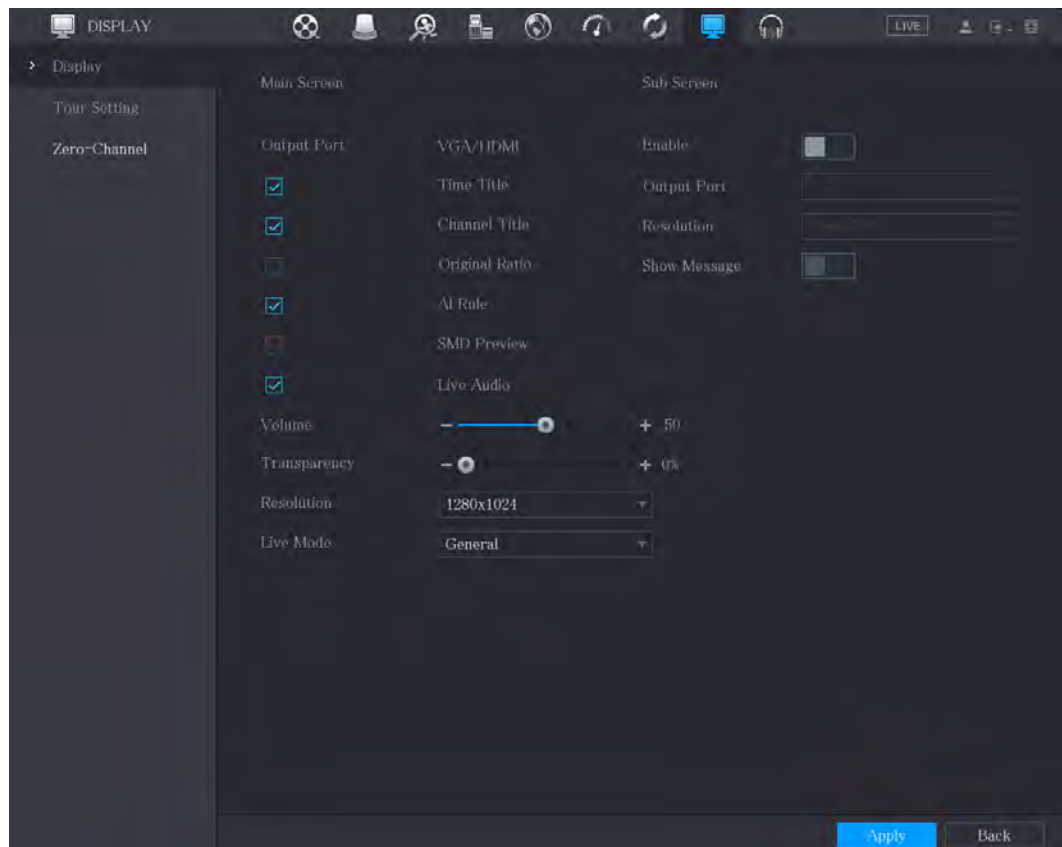 DISPLAY
LIVE
Display
Tour Setting
Zero-Channel
Main Screen
Sub Screen
Output Port VGA/HDMI
Enable
Time Title
Output Port
Channel Title
Resolution
Original Ratio
Show Message
AI Rule
SMD Preview
Live Audio
Volume 50
Transparency 0%
Resolution 1280x1024
Live Mode General
Apply Back